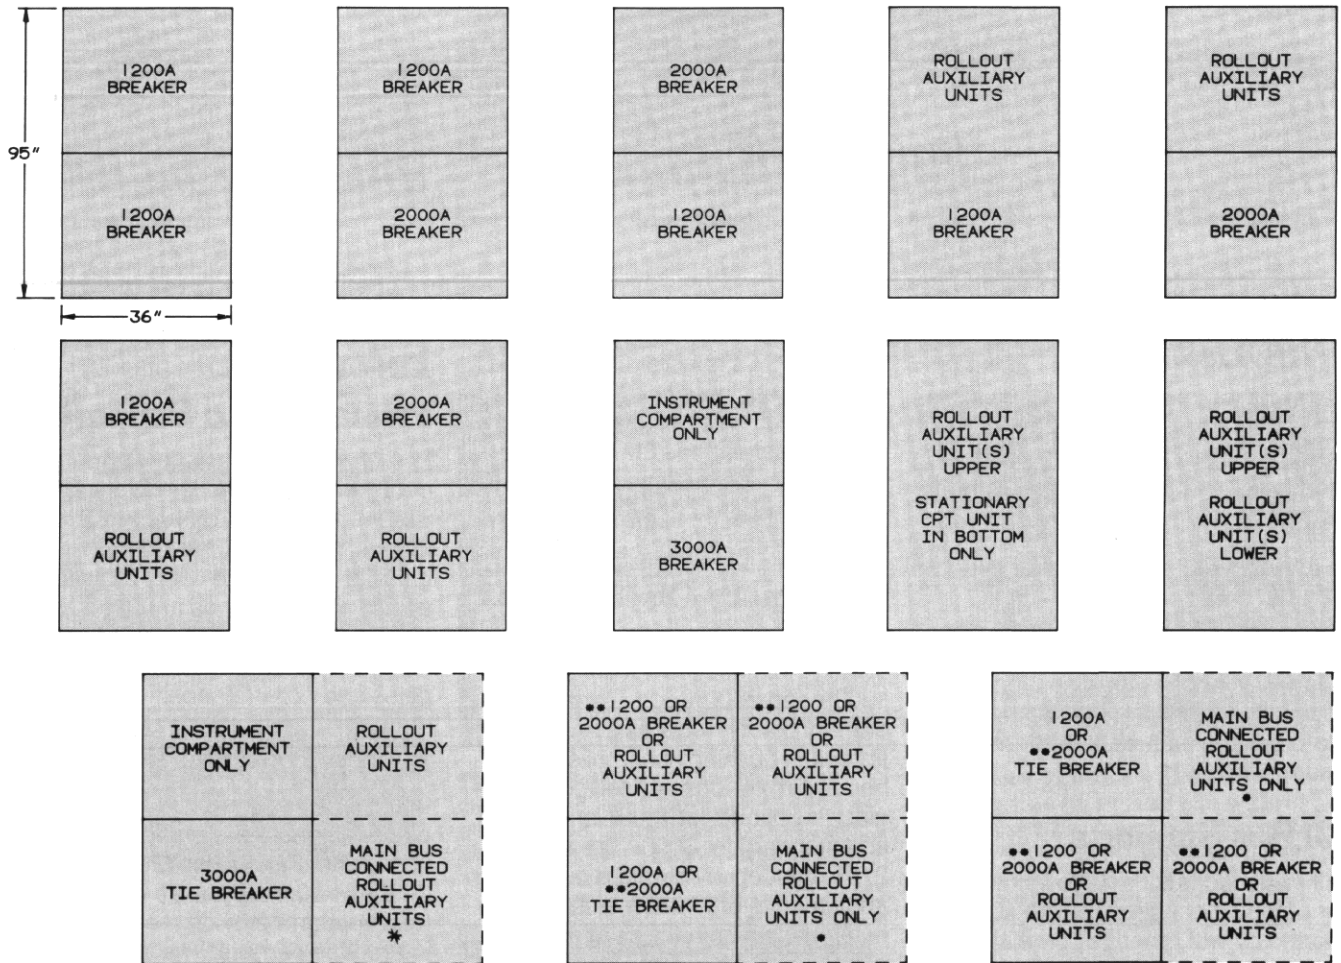 1200A
BREAKER
1200A
BREAKER
95"
36"
1200A
BREAKER
2000A
BREAKER
2000A
BREAKER
1200A
BREAKER
ROLLOUT
AUXILIARY
UNITS
1200A
BREAKER
ROLLOUT
AUXILIARY
UNITS
2000A
BREAKER
1200A
BREAKER
ROLLOUT
AUXILIARY
UNITS
2000A
BREAKER
ROLLOUT
AUXILIARY
UNITS
INSTRUMENT
COMPARTMENT
ONLY
3000A
BREAKER
ROLLOUT
AUXILIARY
UNIT(S)
UPPER
STATIONARY
CPT UNIT
IN BOTTOM
ONLY
ROLLOUT
AUXILIARY
UNIT(S)
UPPER
ROLLOUT
AUXILIARY
UNIT(S)
LOWER
INSTRUMENT
COMPARTMENT
ONLY
ROLLOUT
AUXILIARY
UNITS
3000A
TIE BREAKER
MAIN BUS
CONNECTED
ROLLOUT
AUXILIARY
UNITS
*
••1200 OR
2000A BREAKER
OR
ROLLOUT
AUXILIARY
UNITS
••1200 OR
2000A BREAKER
OR
ROLLOUT
AUXILIARY
UNITS
1200A OR
••2000A
TIE BREAKER
MAIN BUS
CONNECTED
ROLLOUT
AUXILIARY
UNITS ONLY
•
1200A
OR
••2000A
TIE BREAKER
MAIN BUS
CONNECTED
ROLLOUT
AUXILIARY
UNITS ONLY
•
••1200 OR
2000A BREAKER
OR
ROLLOUT
AUXILIARY
UNITS
••1200 OR
2000A BREAKER
OR
ROLLOUT
AUXILIARY
UNITS